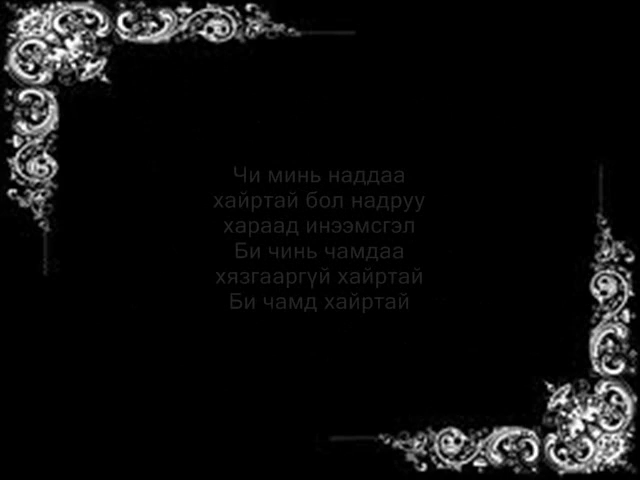 Чи минь наддаа
хайртай бол надруу
хараад инээмсгэл
Би чинь чамдаа
хязгааргүй хайртай
Би чамд хайртай